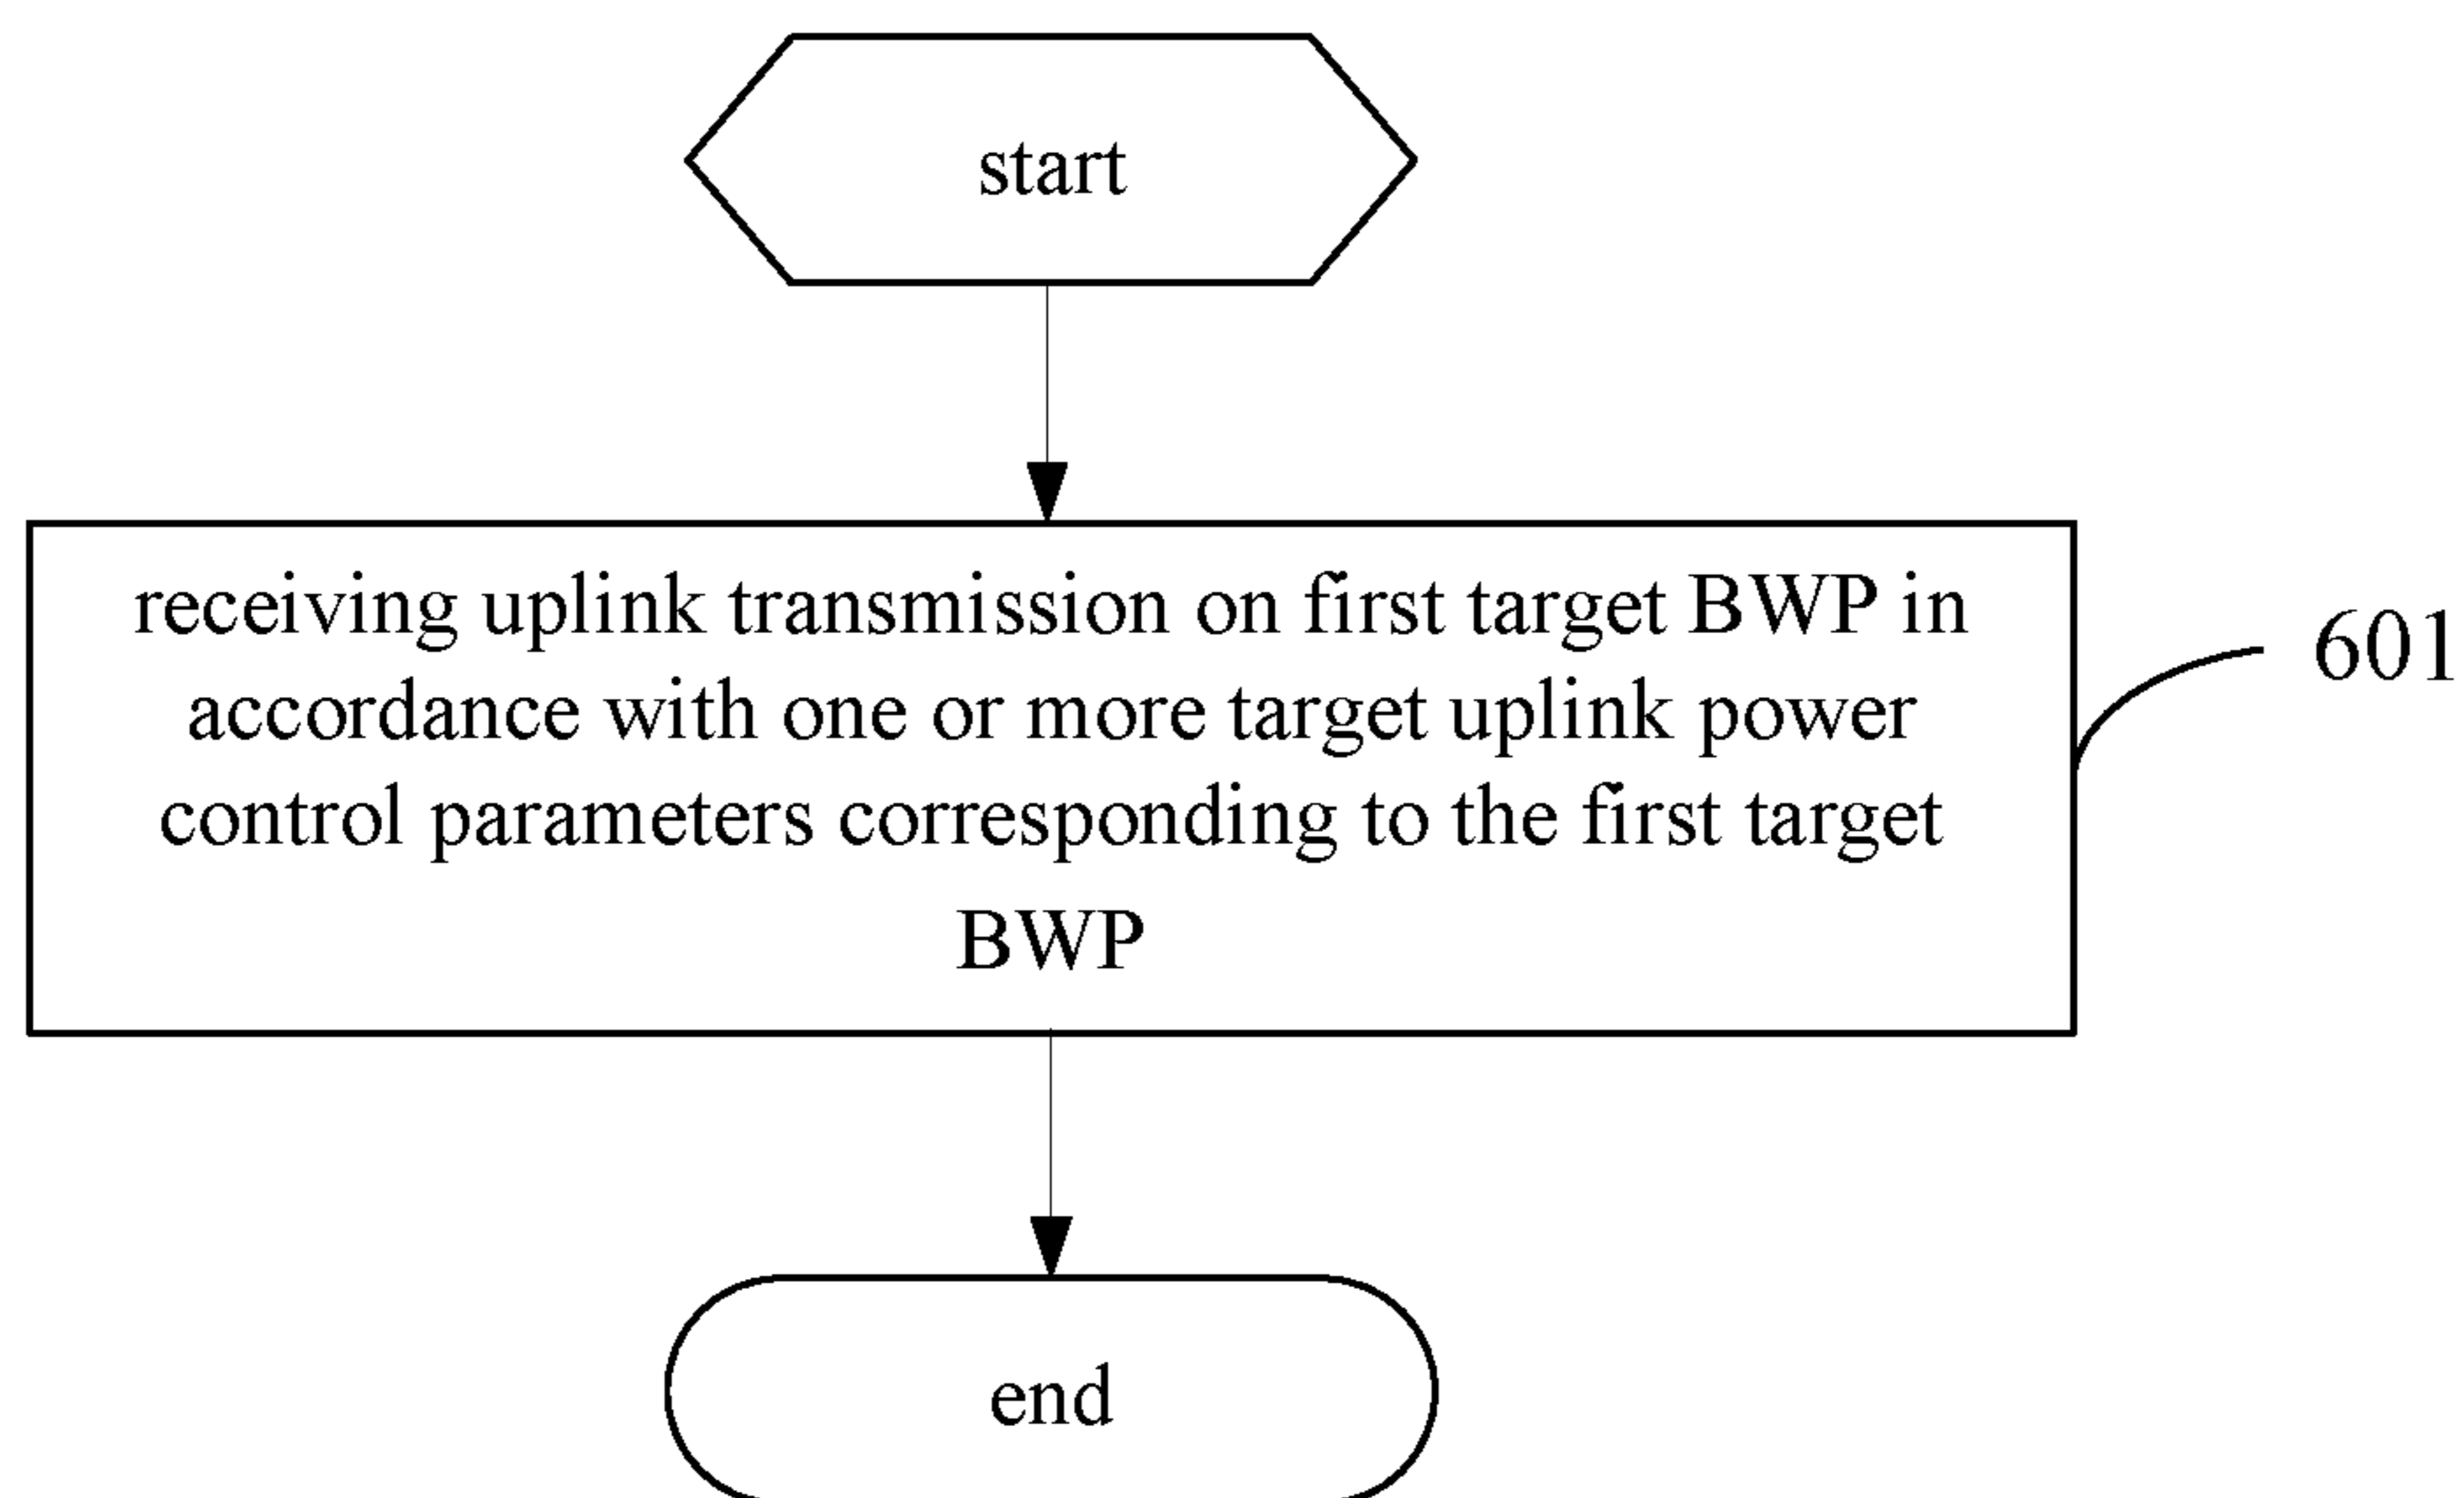 start
receiving uplink transmission on first target BWP in
accordance with one or more target uplink power
control parameters corresponding to the first target
BWP
601
end